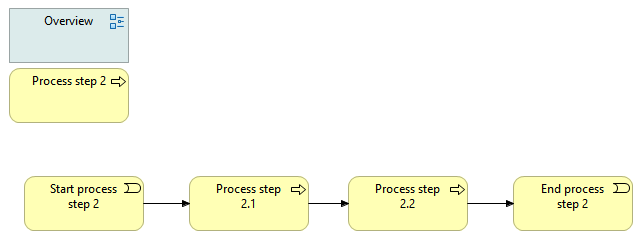 Overview
Process step 2
Start process
step 2
Process step
2.1
Process step
2.2
End process
step 2